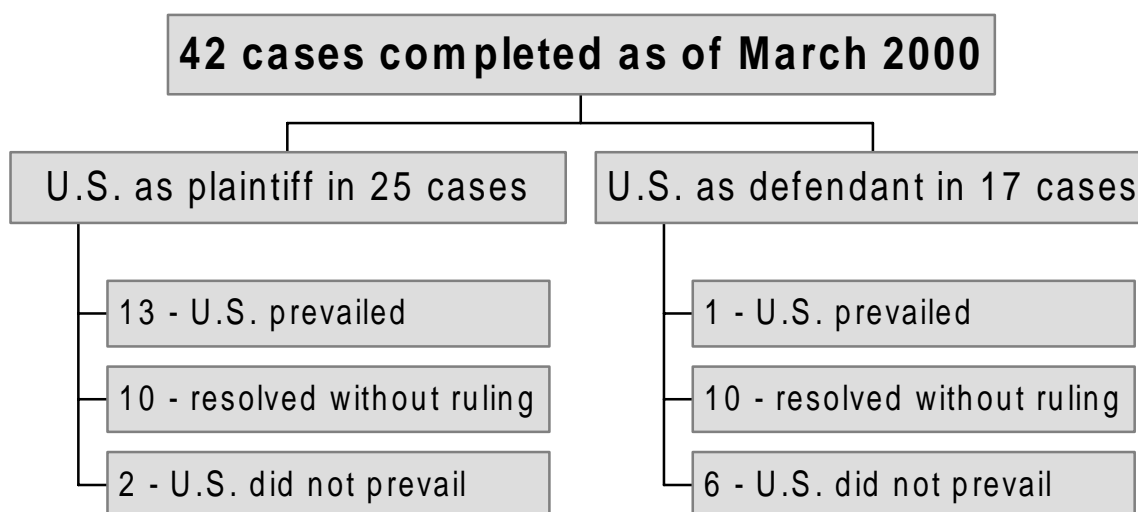 42 cases completed as of March 2000
U.S. as plaintiff in 25 cases
13 - U.S. prevailed
10 - resolved without ruling
2 - U.S. did not prevail
U.S. as defendant in 17 cases
1 - U.S. prevailed
10 - resolved without ruling
6 - U.S. did not prevail